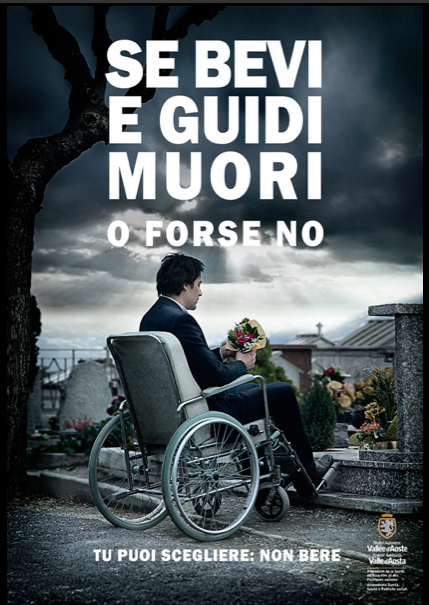 SE BEVI
E GUIDI
MUORI
O FORSE NO
TU PUOI SCEGLIERE: NON BERE
Vallée d'Aoste
Valle d'Aosta